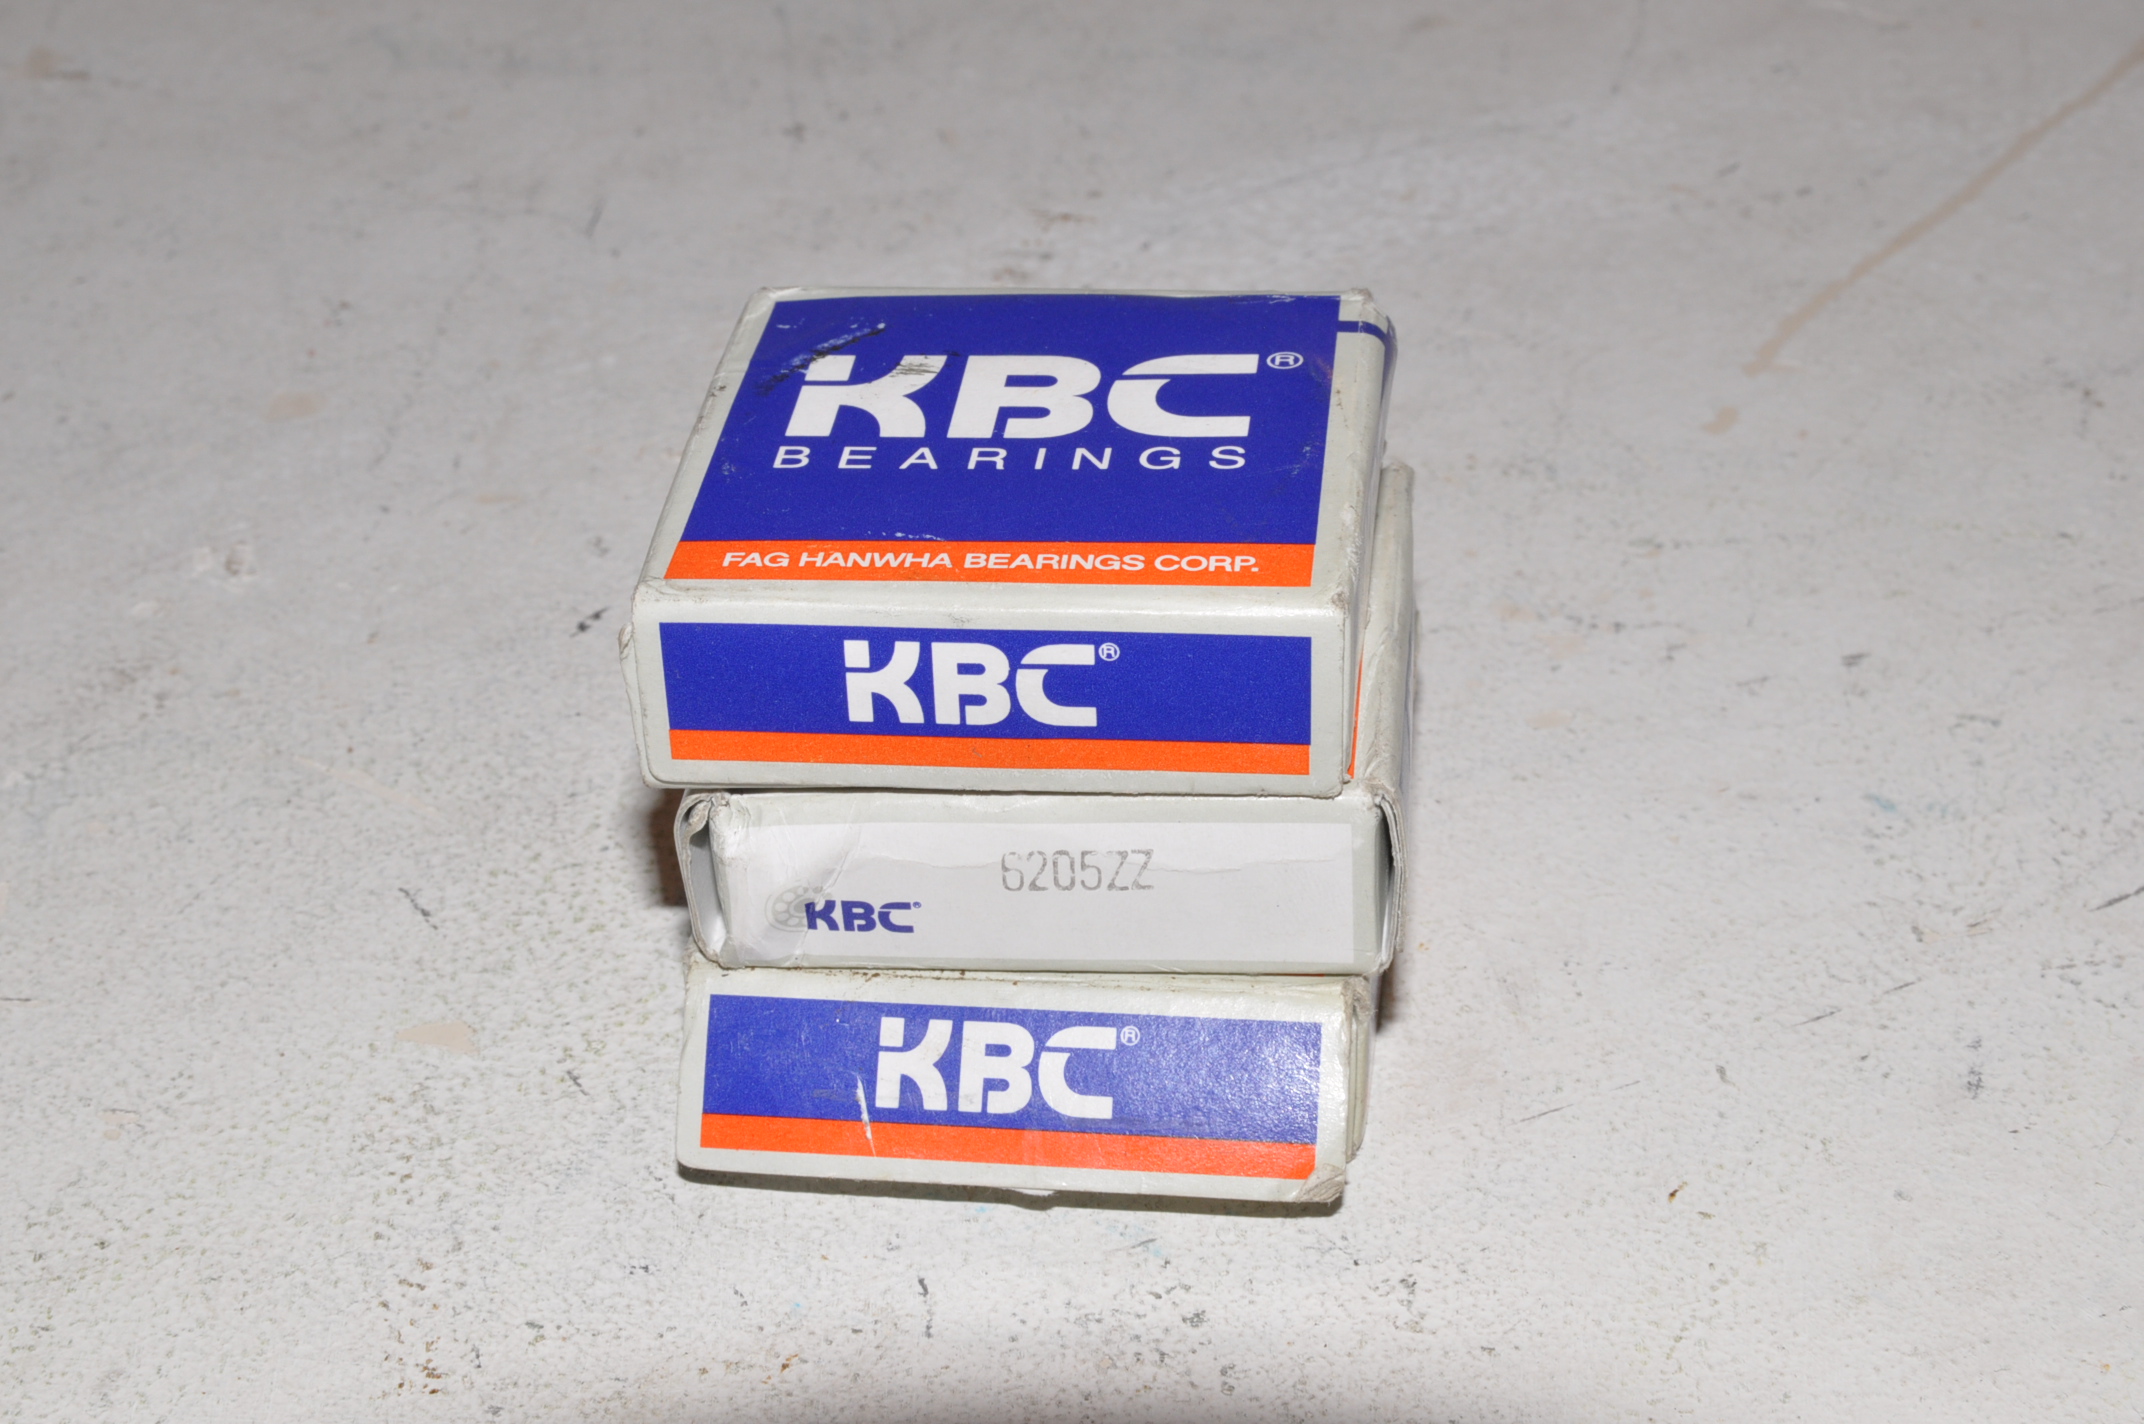 KBC®
BEARINGS
FAG HANWHA BEARINGS CORP.
KBC®
6205ZZ
KBC®
KBC®